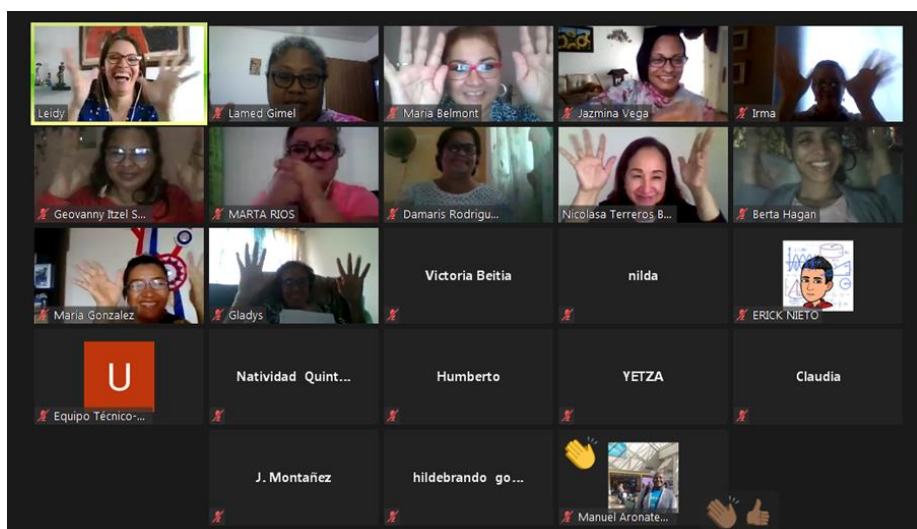 Leidy
Lamed Gimel
Maria Belmont
Jazmina Vega
Irma
Geovanny Itzel S...
MARTA RIOS
Damaris Rodrigu...
Nicolasa Terreros B...
Berta Hagan
Maria Gonzalez
Gladys
Victoria Beitia
nilda
ERICK NIETO
U
Equipo Técnico-...
Natividad Quint...
Humberto
YETZA
Claudia
J. Montañez
hildebrando go...
Manuel Aronate...